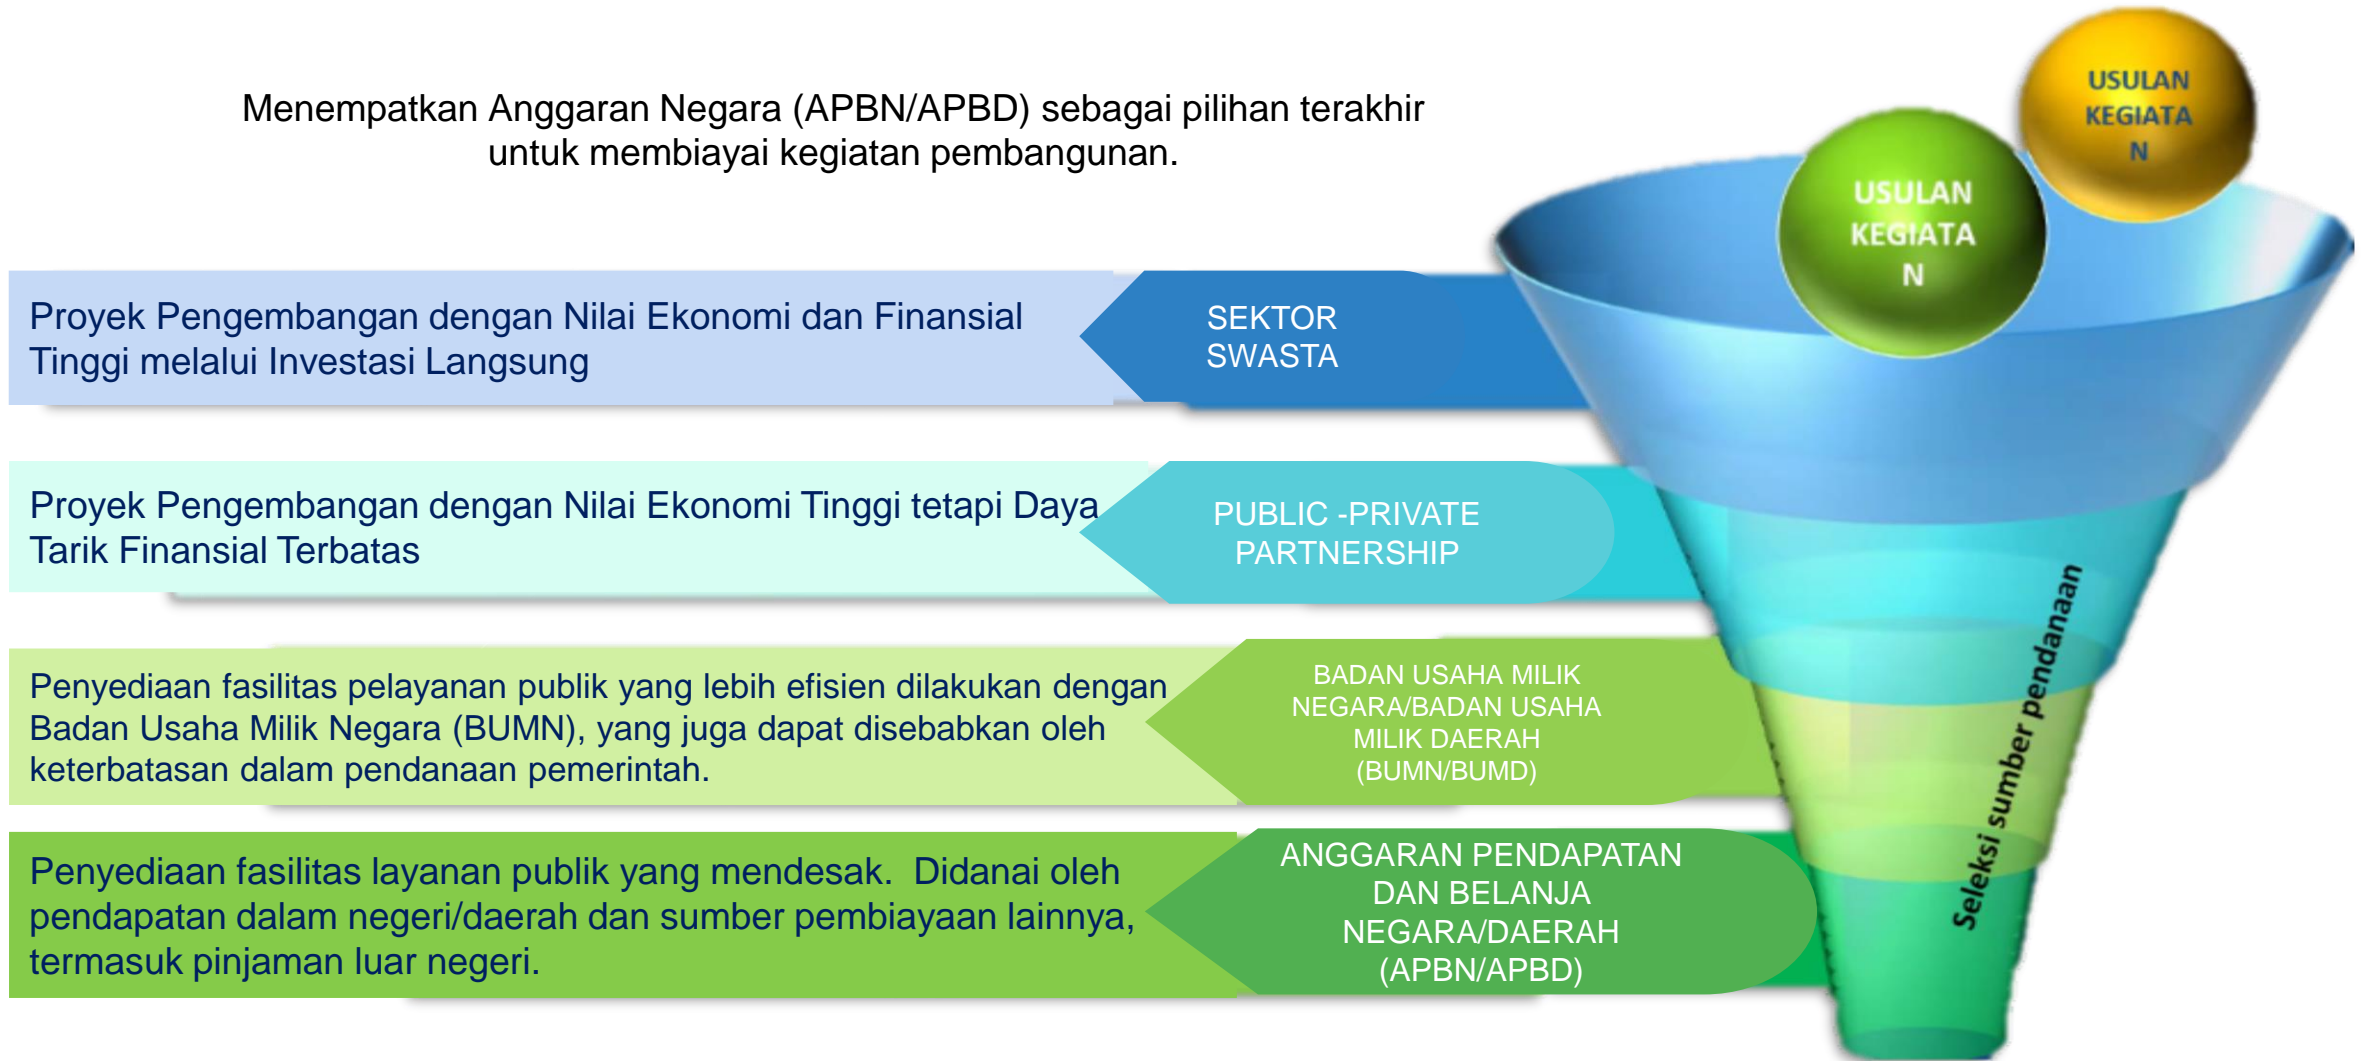 Menempatkan Anggaran Negara (APBN/APBD) sebagai pilihan terakhir
untuk membiayai kegiatan pembangunan.
USULAN
KEGIATA
N
USULAN
KEGIATA
N
Proyek Pengembangan dengan Nilai Ekonomi dan Finansial
Tinggi melalui Investasi Langsung
SEKTOR
SWASTA
Proyek Pengembangan dengan Nilai Ekonomi Tinggi tetapi Daya
Tarik Finansial Terbatas
PUBLIC -PRIVATE
PARTNERSHIP
Penyediaan fasilitas pelayanan publik yang lebih efisien dilakukan dengan
Badan Usaha Milik Negara (BUMN), yang juga dapat disebabkan oleh
keterbatasan dalam pendanaan pemerintah.
BADAN USAHA MILIK
NEGARA/BADAN USAHA
MILIK DAERAH
(BUMN/BUMD)
Penyediaan fasilitas layanan publik yang mendesak.  Didanai oleh
pendapatan dalam negeri/daerah dan sumber pembiayaan lainnya,
termasuk pinjaman luar negeri.
ANGGARAN PENDAPATAN
DAN BELANJA
NEGARA/DAERAH
(APBN/APBD)
Seleksi sumber pendanaan